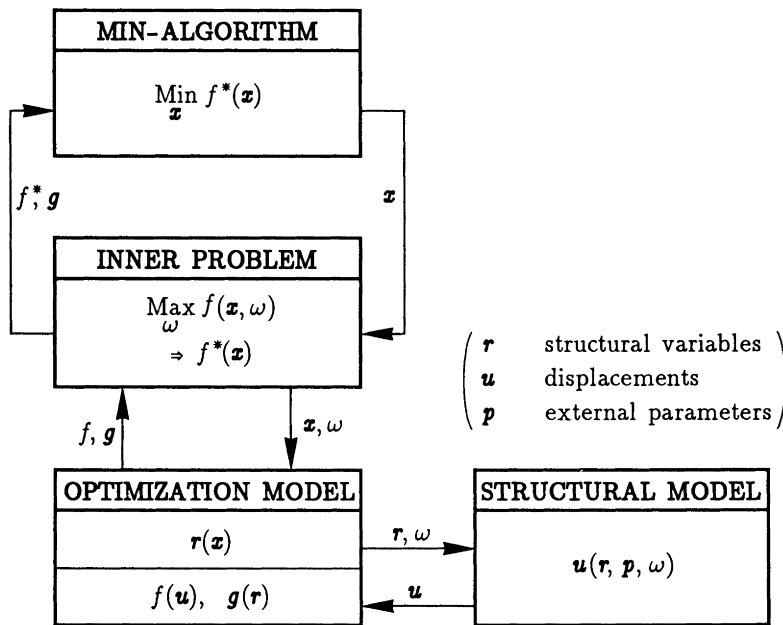 MIN-ALGORITHM
Min f*(x)
x
f*, g
x
INNER PROBLEM
Max f(x, ω)
ω
⇒ f*(x)
r structural variables
u displacements
p external parameters
f, g
x, ω
OPTIMIZATION MODEL
STRUCTURAL MODEL
r(x)
r, ω
u(r, p, ω)
f(u), g(r)
u